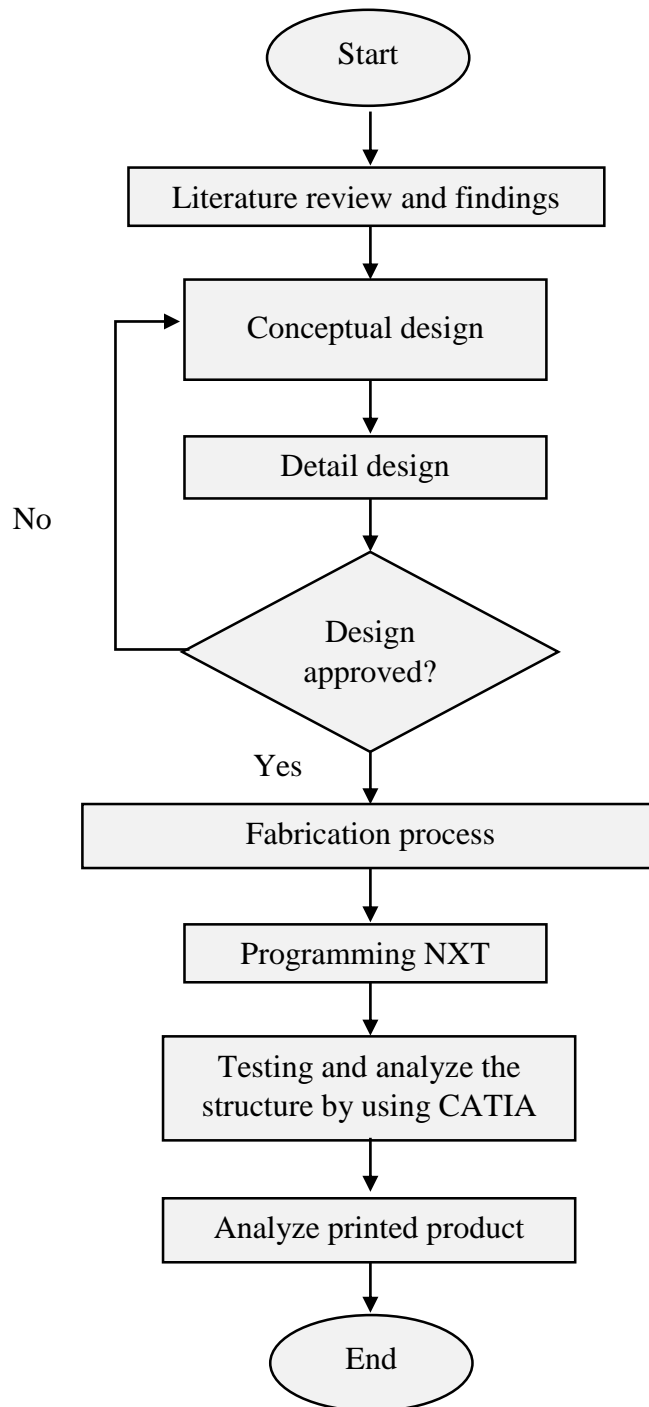 Start
Literature review and findings
Conceptual design
Detail design
No
Design
approved?
Yes
Fabrication process
Programming NXT
Testing and analyze the
structure by using CATIA
Analyze printed product
End